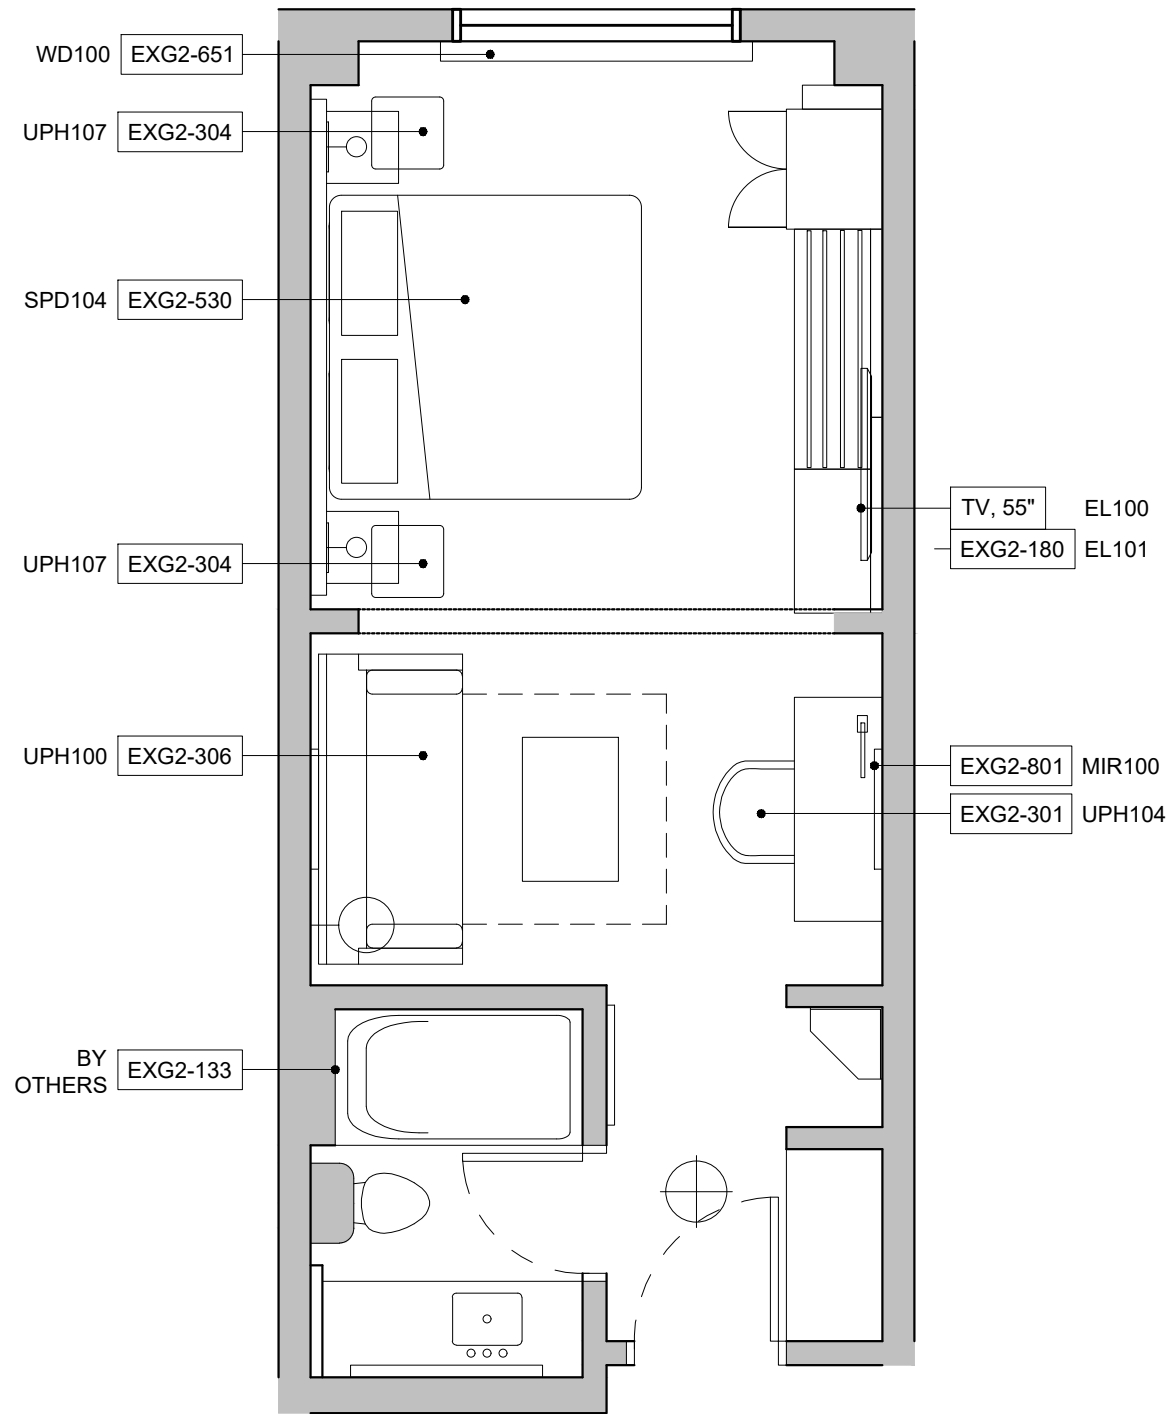 WD100 EXG2-651
UPH107 EXG2-304
SPD104 EXG2-530
TV, 55" EL100
EXG2-180 EL101
UPH107 EXG2-304
UPH100 EXG2-306
EXG2-801 MIR100
EXG2-301 UPH104
BY
OTHERS EXG2-133